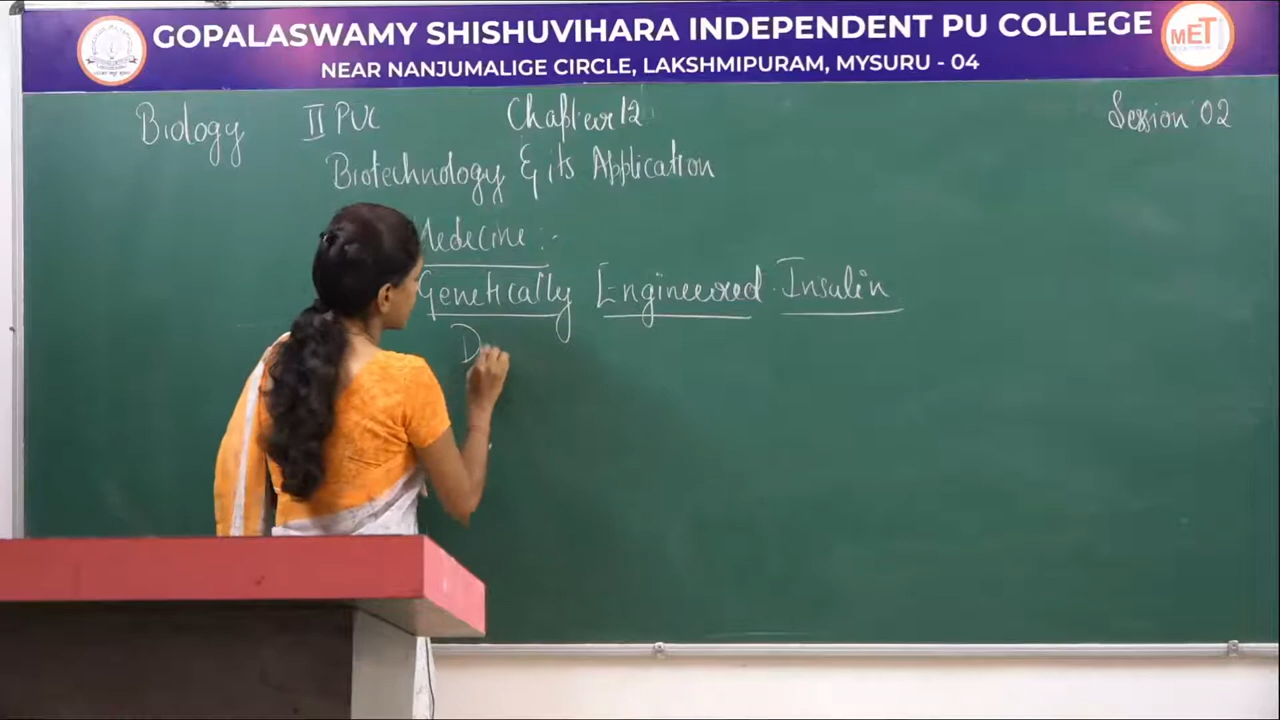 GOPALASWAMY SHISHUVIHARA INDEPENDENT PU COLLEGE
MET
NEAR NANJUMALIGE CIRCLE, LAKSHMIPURAM, MYSURU - 04
Biology II PUC Chapter 12 Session 02
Biotechnology & its Application
Medecine :-
Genetically Engineered Insulin
D